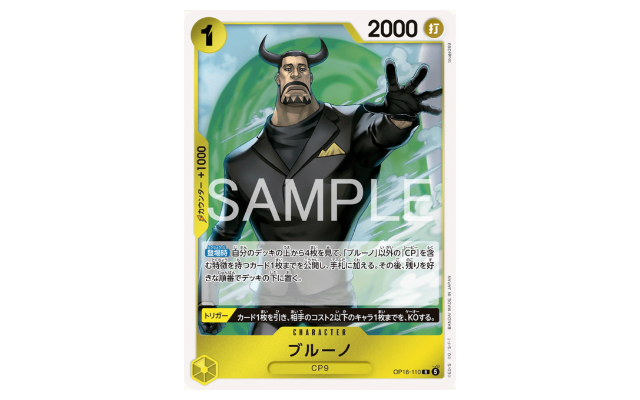 1
2000
打
カウンター +1000
SAMPLE
登場時 自分のデッキの上から4枚を見て、「ブルーノ」以外の『CP』を含
む特徴を持つカード1枚までを公開し、手札に加える。その後、残りを好
きな順番でデッキの下に置く。
トリガー カード1枚を引き、相手のコスト2以下のキャラ1枚までを、KOする。
CHARACTER
ブルーノ
CP9
OP18-110 R 5